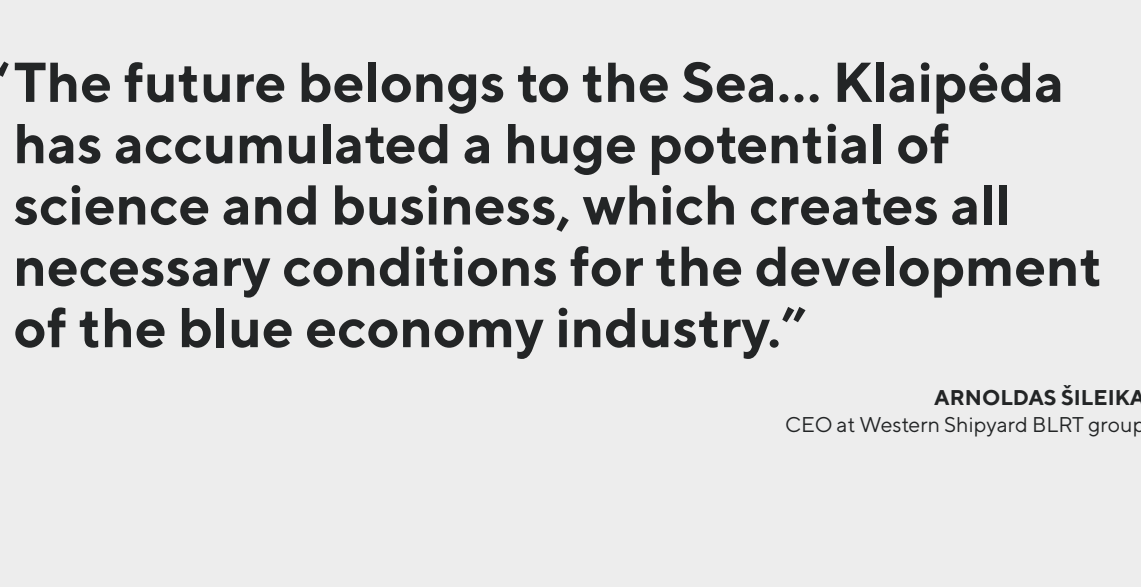 “The future belongs to the Sea... Klaipėda
has accumulated a huge potential of
science and business, which creates all
necessary conditions for the development
of the blue economy industry.”
ARNOLDAS ŠILEIKA
CEO at Western Shipyard BLRT group